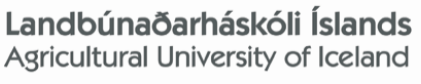 Landbúnaðarháskóli Íslands
Agricultural University of Iceland